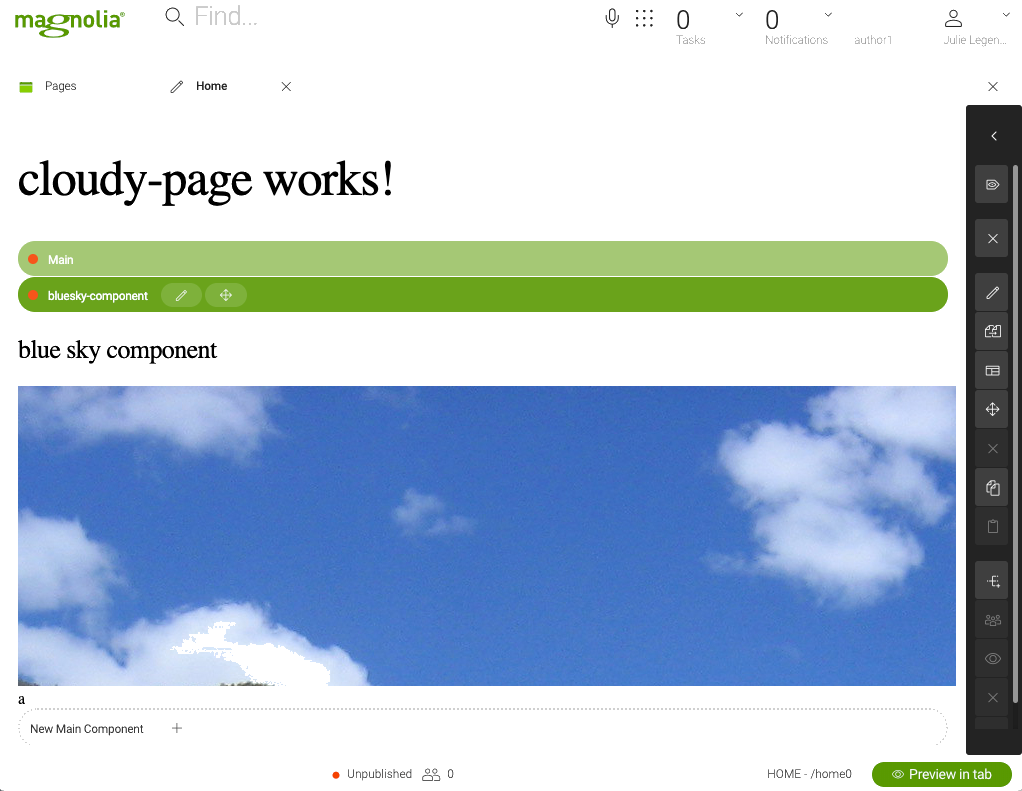 magnolia®
Find...
0
Tasks
0
Notifications
author1
Julie Legen...
Pages
Home
cloudy-page works!
Main
bluesky-component
blue sky component
a
New Main Component
Unpublished
0
HOME - /home0
Preview in tab